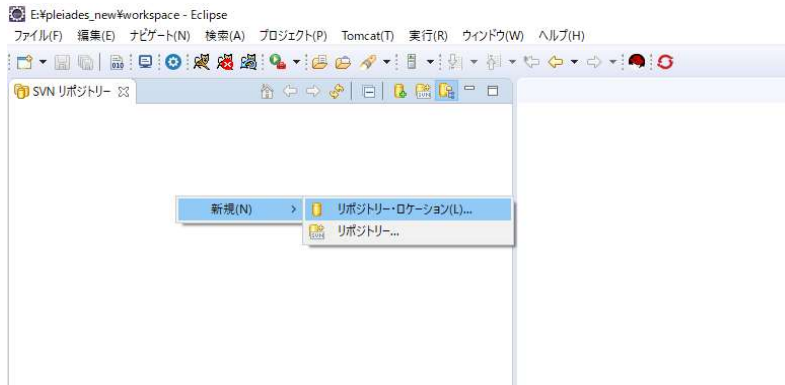 E:¥pleiades_new¥workspace - Eclipse
ファイル(F) 編集(E) ナビゲート(N) 検索(A) プロジェクト(P) Tomcat(T) 実行(R) ウィンドウ(W) ヘルプ(H)
SVN リポジトリー
新規(N)
リポジトリー・ロケーション(L)...
リポジトリー...